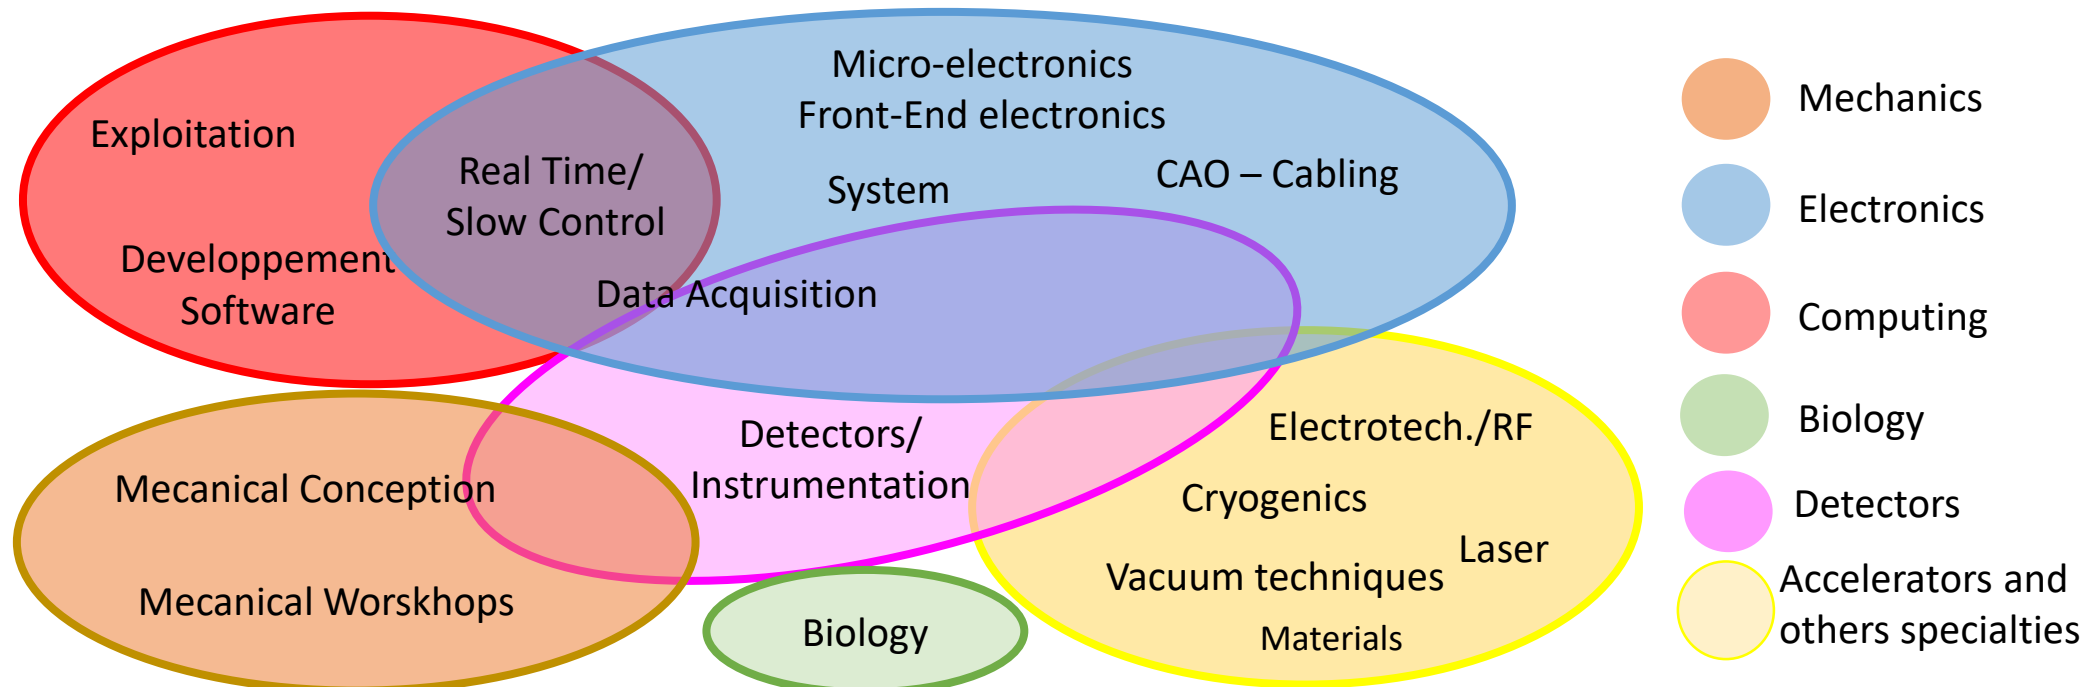 Micro-electronics
Front-End electronics
Exploitation
Real Time/
Slow Control
System
CAO – Cabling
Developpement
Software
Data Acquisition
Detectors/
Instrumentation
Electrotech./RF
Cryogenics
Laser
Vacuum techniques
Materials
Mecanical Conception
Mecanical Worskhops
Biology
Mechanics
Electronics
Computing
Biology
Detectors
Accelerators and
others specialties